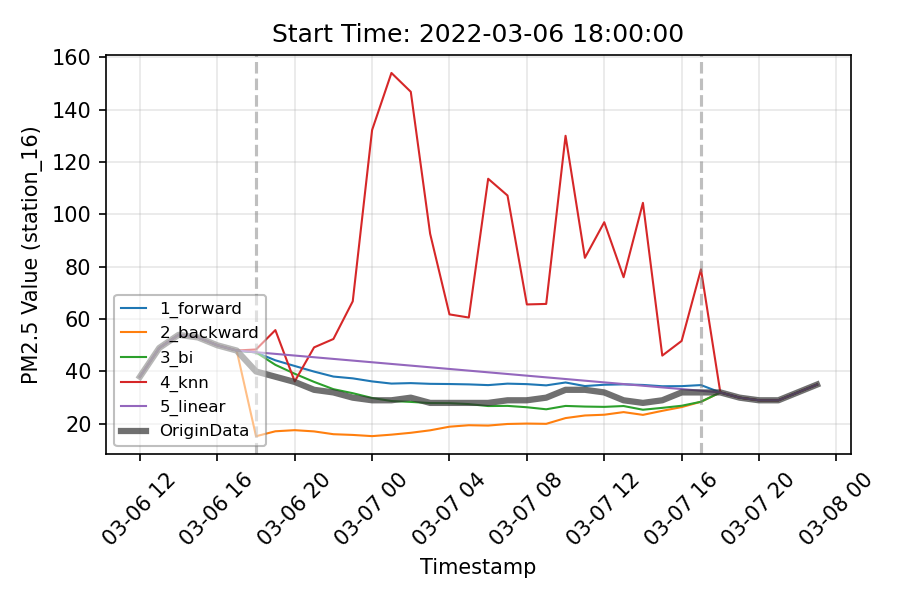 Start Time: 2022-03-06 18:00:00
160
140
120
100
80
60
40
20
PM2.5 Value (station_16)
1_forward
2_backward
3_bi
4_knn
5_linear
OriginData
03-06 12
03-06 16
03-06 20
03-07 00
03-07 04
03-07 08
03-07 12
03-07 16
03-07 20
03-08 00
Timestamp